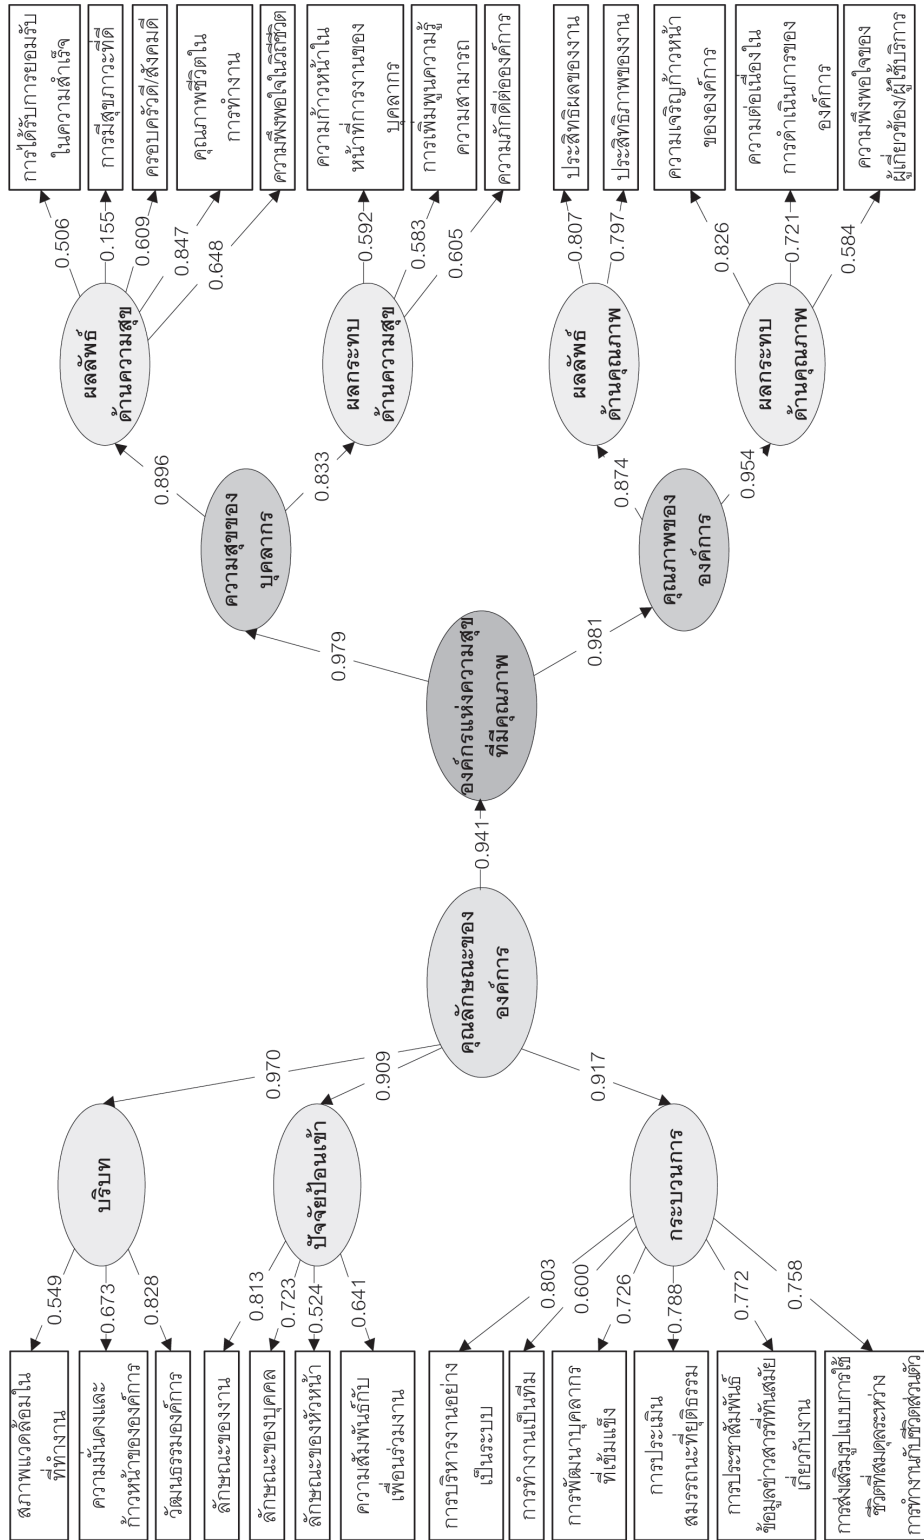 สภาพแวดล้อมใน
ที่ทำงาน
ความมั่นคงและ
ก้าวหน้าขององค์การ
วัฒนธรรมองค์การ
ลักษณะของงาน
ลักษณะของบุคคล
ลักษณะของหัวหน้า
ความสัมพันธ์กับ
เพื่อนร่วมงาน
การบริหารงานอย่าง
เป็นระบบ
การทำงานเป็นทีม
การพัฒนาบุคลากร
ที่เข้มแข็ง
การประเมิน
สมรรถนะที่ยุติธรรม
การประชาสัมพันธ์
ข้อมูลข่าวสารที่ทันสมัย
เกี่ยวกับงาน
การส่งเสริมรูปแบบการใช้
ชีวิตที่สมดุลระหว่าง
การทำงานกับชีวิตส่วนตัว
0.549
0.673
0.828
0.813
0.723
0.524
0.641
0.803
0.600
0.726
0.788
0.772
0.758
บริบท
ปัจจัยป้อนเข้า
กระบวนการ
0.970
0.909
0.917
คุณลักษณะของ
องค์การ
0.941
องค์กรแห่งความสุข
ที่มีคุณภาพ
0.979
0.981
ความสุขของ
บุคลากร
คุณภาพของ
องค์การ
0.896
0.833
0.874
0.954
ผลลัพธ์
ด้านความสุข
ผลกระทบ
ด้านความสุข
ผลลัพธ์
ด้านคุณภาพ
ผลกระทบ
ด้านคุณภาพ
0.506
0.155
0.609
0.847
0.648
0.592
0.583
0.605
0.807
0.797
0.826
0.721
0.584
การได้รับการยอมรับ
ในความสำเร็จ
การมีสุขภาวะที่ดี
ครอบครัวดี/สังคมดี
คุณภาพชีวิตใน
การทำงาน
ความพึงพอใจในวิถีชีวิต
ความก้าวหน้าใน
หน้าที่การงานของ
บุคลากร
การเพิ่มพูนความรู้
ความสามารถ
ความภักดีต่อองค์การ
ประสิทธิผลของงาน
ประสิทธิภาพของงาน
ความเจริญก้าวหน้า
ขององค์การ
ความต่อเนื่องใน
การดำเนินการของ
องค์การ
ความพึงพอใจของ
ผู้เกี่ยวข้อง/ผู้ใช้บริการ